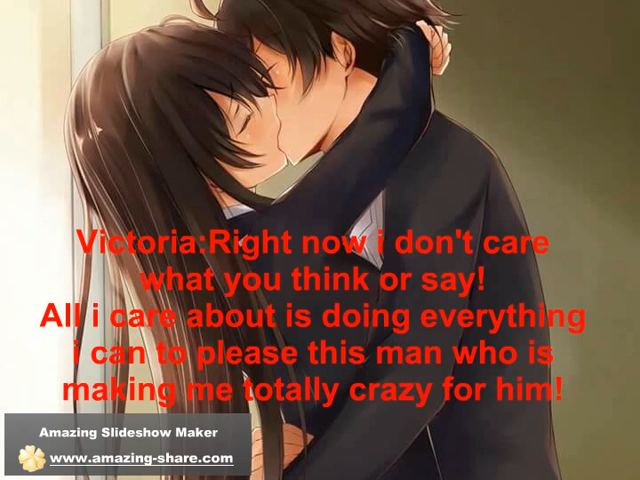 Victoria:Right now i don't care
what you think or say!
All i care about is doing everything
i can to please this man who is
making me totally crazy for him!
Amazing Slideshow Maker
www.amazing-share.com